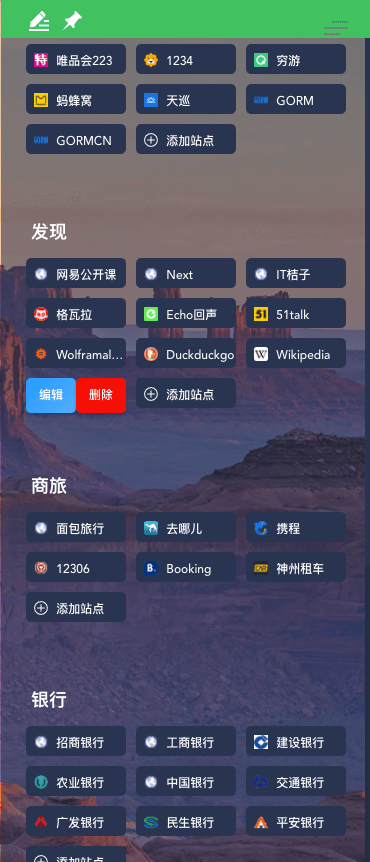 唯品会223 1234 穷游
蚂蜂窝 天巡 GORM
GORMCN 添加站点
发现
网易公开课 Next IT桔子
格瓦拉 Echo回声 51talk
Wolframal... Duckduckgo Wikipedia
编辑 删除 添加站点
商旅
面包旅行 去哪儿 携程
12306 Booking 神州租车
添加站点
银行
招商银行 工商银行 建设银行
农业银行 中国银行 交通银行
广发银行 民生银行 平安银行
添加站点